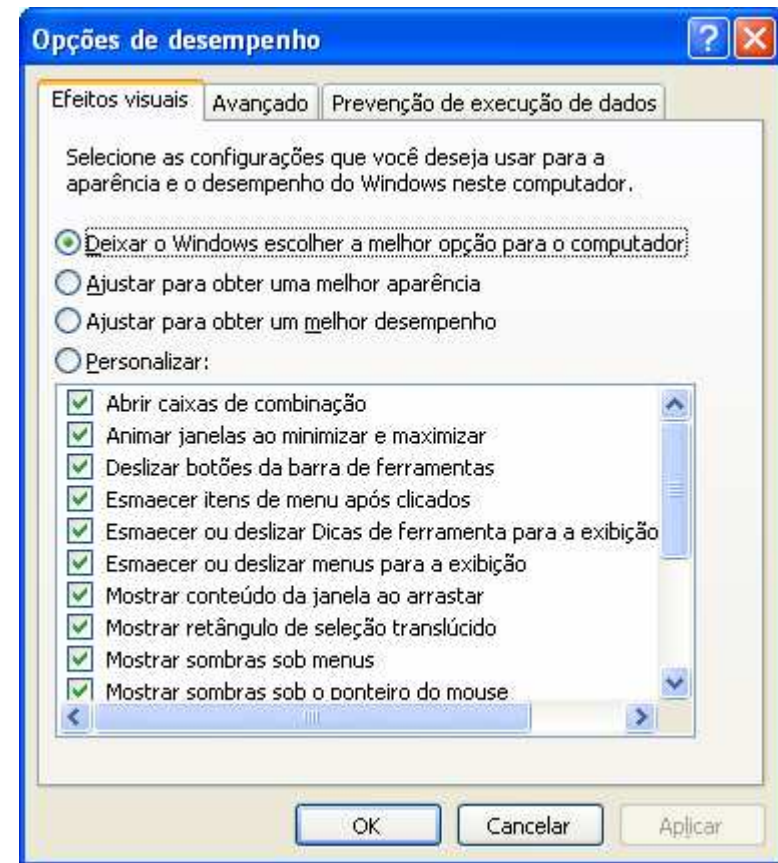 Opções de desempenho
Efeitos visuais Avançado Prevenção de execução de dados
Selecione as configurações que você deseja usar para a
aparência e o desempenho do Windows neste computador.
Deixar o Windows escolher a melhor opção para o computador
Ajustar para obter uma melhor aparência
Ajustar para obter um melhor desempenho
Personalizar:
Abrir caixas de combinação
Animar janelas ao minimizar e maximizar
Deslizar botões da barra de ferramentas
Esmaecer itens de menu após clicados
Esmaecer ou deslizar Dicas de ferramenta para a exibição
Esmaecer ou deslizar menus para a exibição
Mostrar conteúdo da janela ao arrastar
Mostrar retângulo de seleção translúcido
Mostrar sombras sob menus
Mostrar sombras sob o ponteiro do mouse
OK Cancelar Aplicar